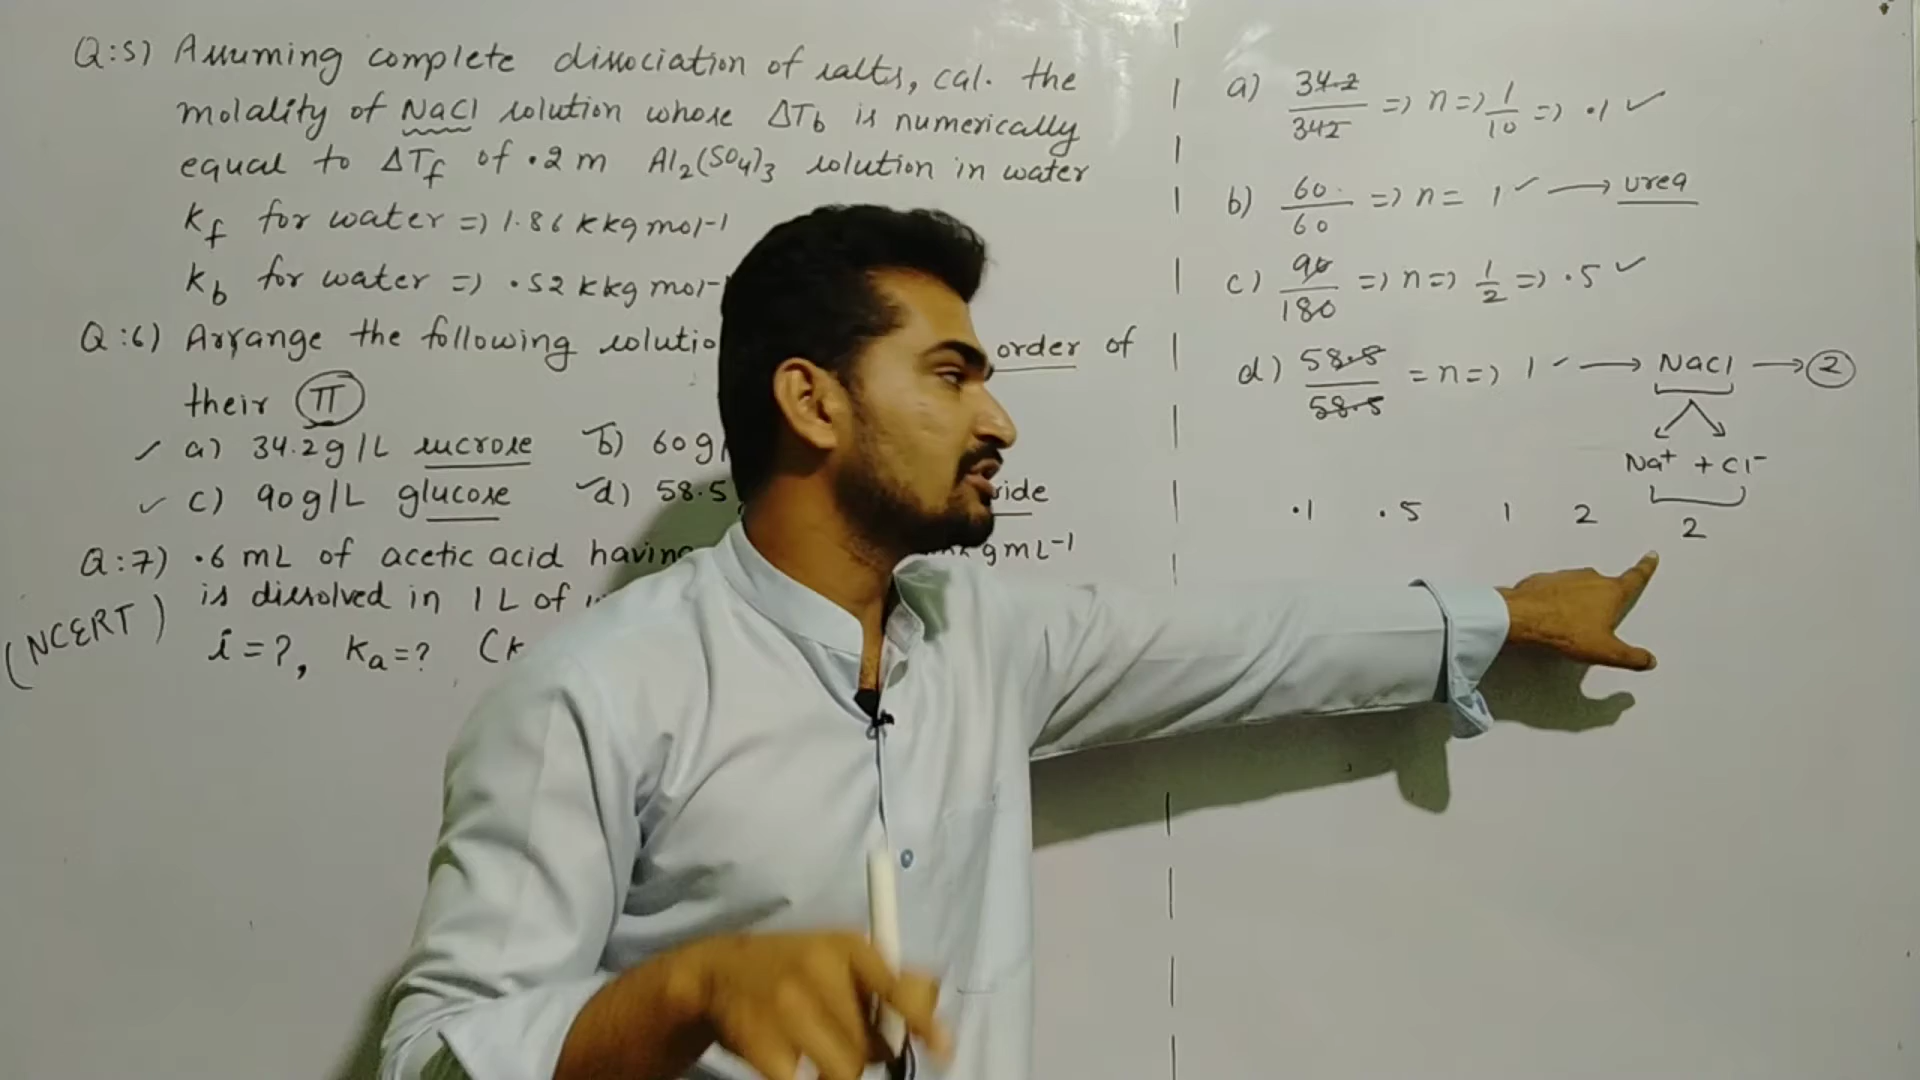 Q:5) Assuming complete dissociation of salts, cal. the
molality of NaCl solution whose ΔTb is numerically
equal to ΔTf of .2 m Al2(SO4)3 solution in water
Kf for water => 1.86 K kg mol-1
Kb for water => .52 K kg mol-
Q:6) Arrange the following solutio order of
their π
✓ a) 34.2g/L sucrose b) 60g/
✓ c) 90g/L glucose d) 58.5 ride
Q:7) .6 mL of acetic acid having g mL-1
is dissolved in 1 L of
(NCERT)
i = ?, Ka = ? (K
a) 34.2/342 => n => 1/10 => .1 ✓
b) 60/60 => n = 1 ✓ → urea
c) 90/180 => n => 1/2 => .5 ✓
d) 58.5/58.5 = n => 1 ✓ → NaCl → 2
Na+ + Cl-
.1 .5 1 2
2